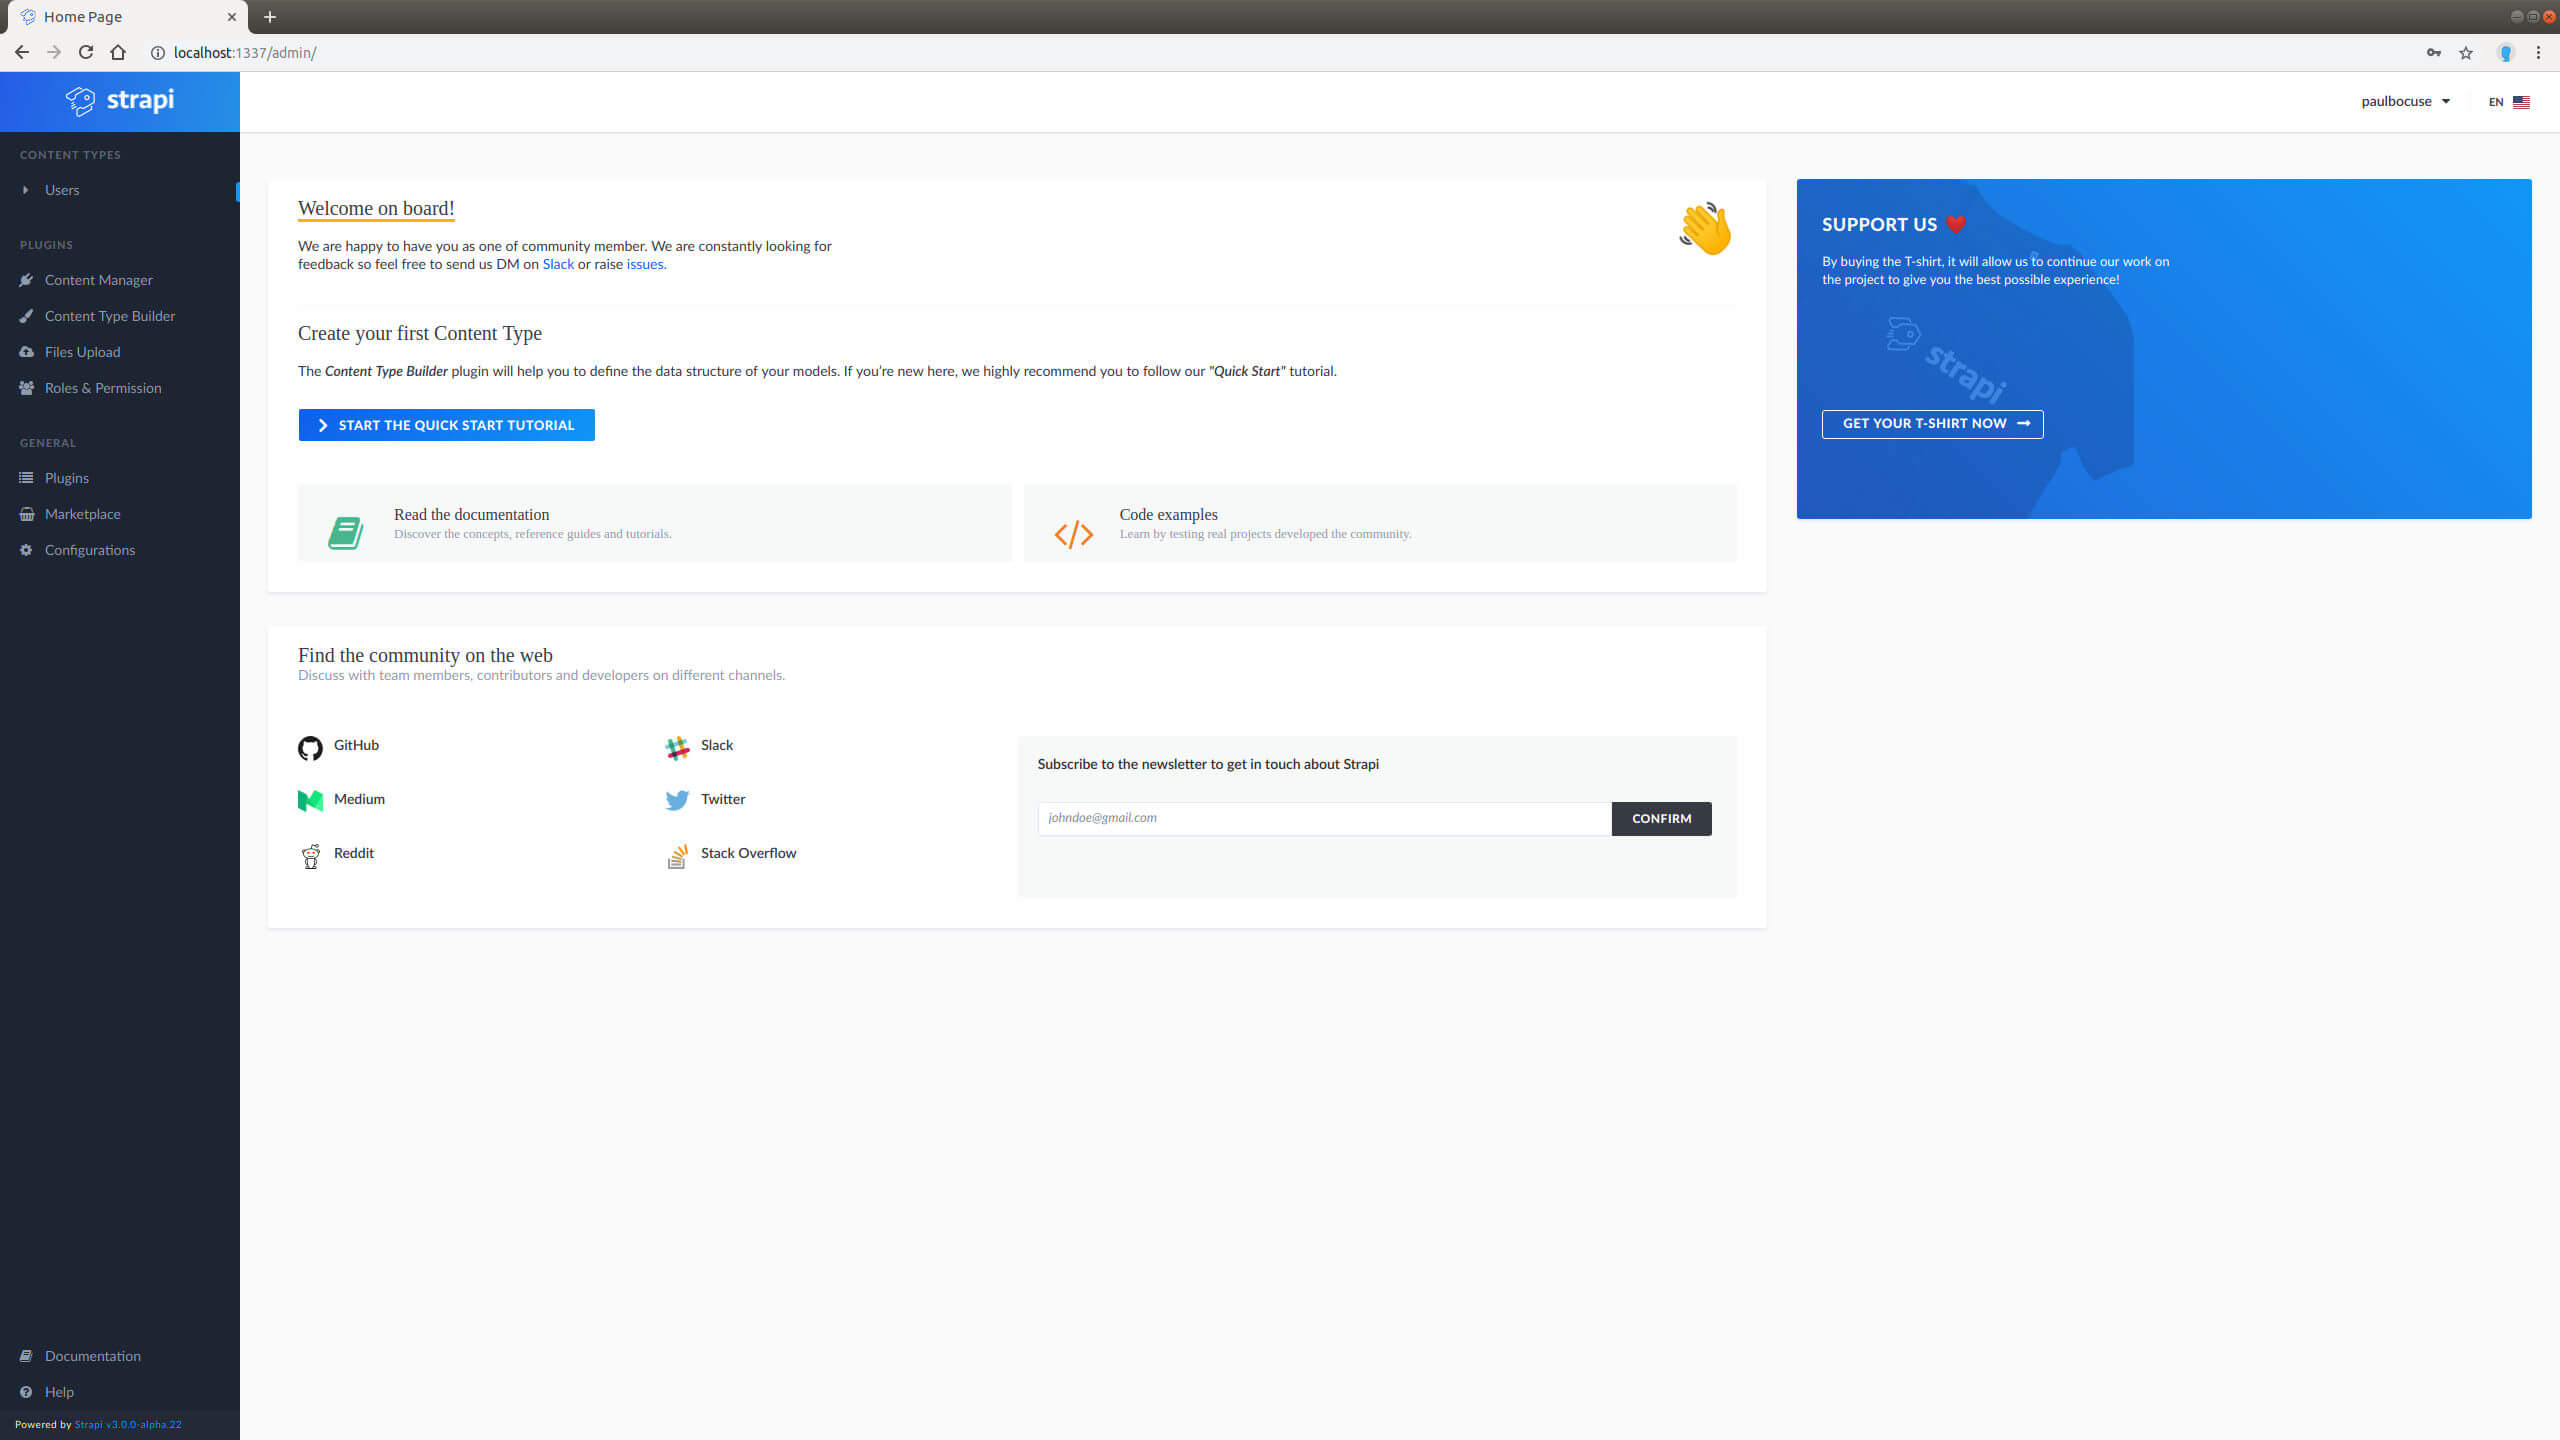 Home Page
localhost:1337/admin/
strapi
paulbocuse
EN
CONTENT TYPES
Users
PLUGINS
Content Manager
Content Type Builder
Files Upload
Roles & Permission
GENERAL
Plugins
Marketplace
Configurations
Documentation
Help
Powered by Strapi v3.0.0-alpha.22
Welcome on board!
We are happy to have you as one of community member. We are constantly looking for
feedback so feel free to send us DM on Slack or raise issues.
Create your first Content Type
The Content Type Builder plugin will help you to define the data structure of your models. If you’re new here, we highly recommend you to follow our "Quick Start" tutorial.
START THE QUICK START TUTORIAL
Read the documentation
Discover the concepts, reference guides and tutorials.
Code examples
Learn by testing real projects developed the community.
Find the community on the web
Discuss with team members, contributors and developers on different channels.
GitHub
Slack
Medium
Twitter
Reddit
Stack Overflow
Subscribe to the newsletter to get in touch about Strapi
johndoe@gmail.com
CONFIRM
SUPPORT US
By buying the T-shirt, it will allow us to continue our work on
the project to give you the best possible experience!
strapi
GET YOUR T-SHIRT NOW